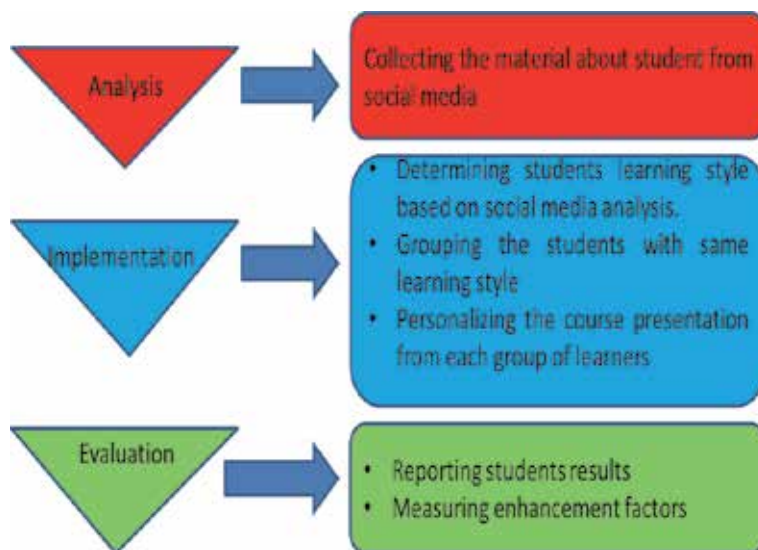 Analysis
Collecting the material about student from
social media
Implementation
• Determining students learning style
based on social media analysis.
• Grouping the students with same
learning style
• Personalizing the course presentation
from each group of learners
Evaluation
• Reporting students results
• Measuring enhancement factors